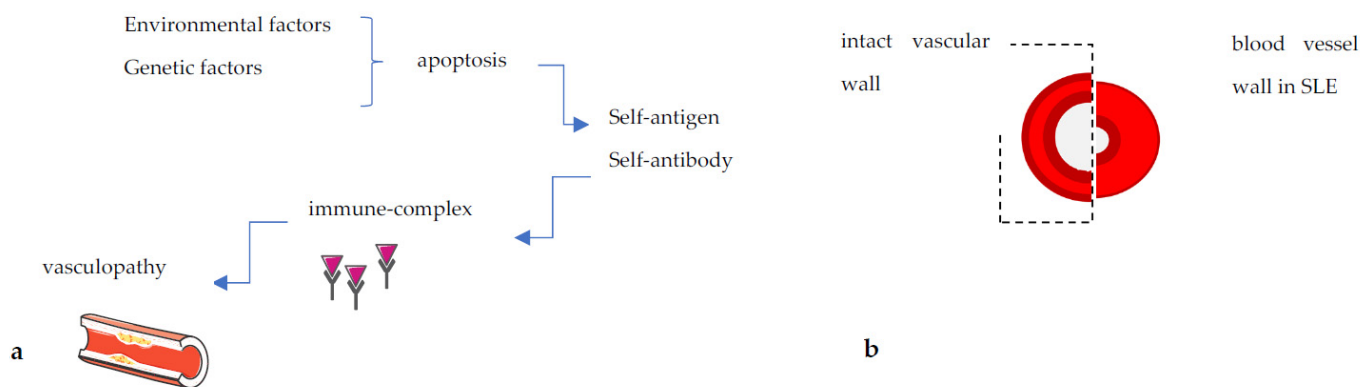 Environmental factors
Genetic factors
apoptosis
Self-antigen
Self-antibody
immune-complex
vasculopathy
a
intact vascular
wall
blood vessel
wall in SLE
b